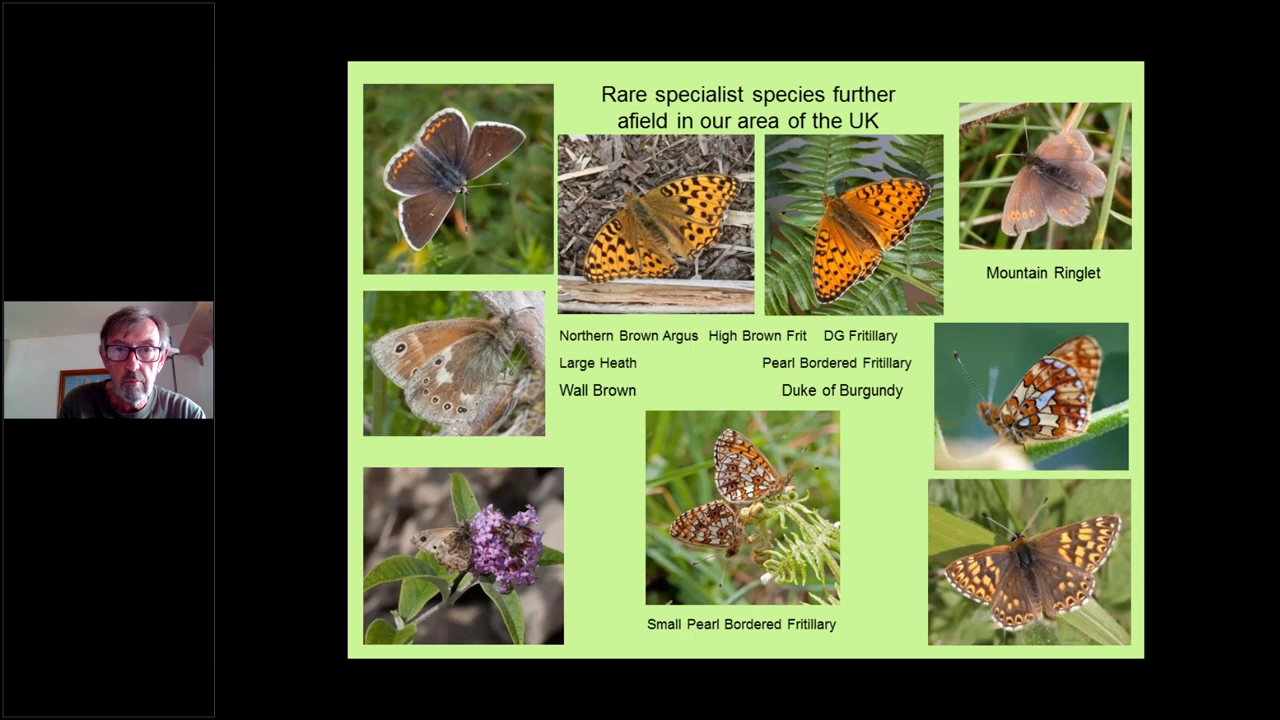 Rare specialist species further
afield in our area of the UK
Mountain Ringlet
Northern Brown Argus High Brown Frit DG Fritillary
Large Heath Pearl Bordered Fritillary
Wall Brown Duke of Burgundy
Small Pearl Bordered Fritillary